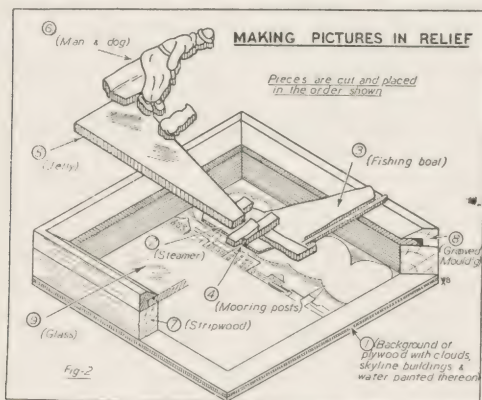 MAKING PICTURES IN RELIEF
Pieces are cut and placed
in the order shown
6
(Man & dog)
5
(Jetty)
3
(Fishing boat)
2
(Steamer)
4
(Mooring posts)
8
(Grooved
Mould'g)
9
(Glass)
7 (Stripwood)
1 (Background of
plywood with clouds,
skyline buildings &
water painted thereon)
Fig-2